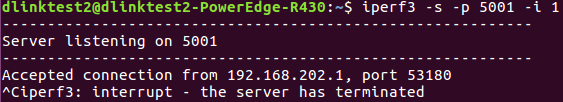 dlinktest2@dlinktest2-PowerEdge-R430:~$ iperf3 -s -p 5001 -i 1
-----------------------------------------------------------
Server listening on 5001
-----------------------------------------------------------
Accepted connection from 192.168.202.1, port 53180
^Ciperf3: interrupt - the server has terminated